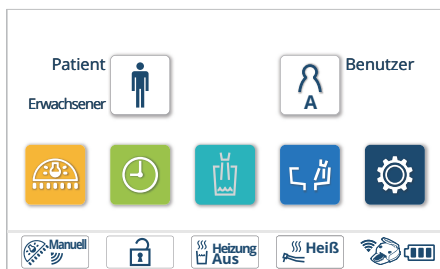 Patient
Erwachsener
Benutzer
A
Manuell
Heizung
Aus
Heiß